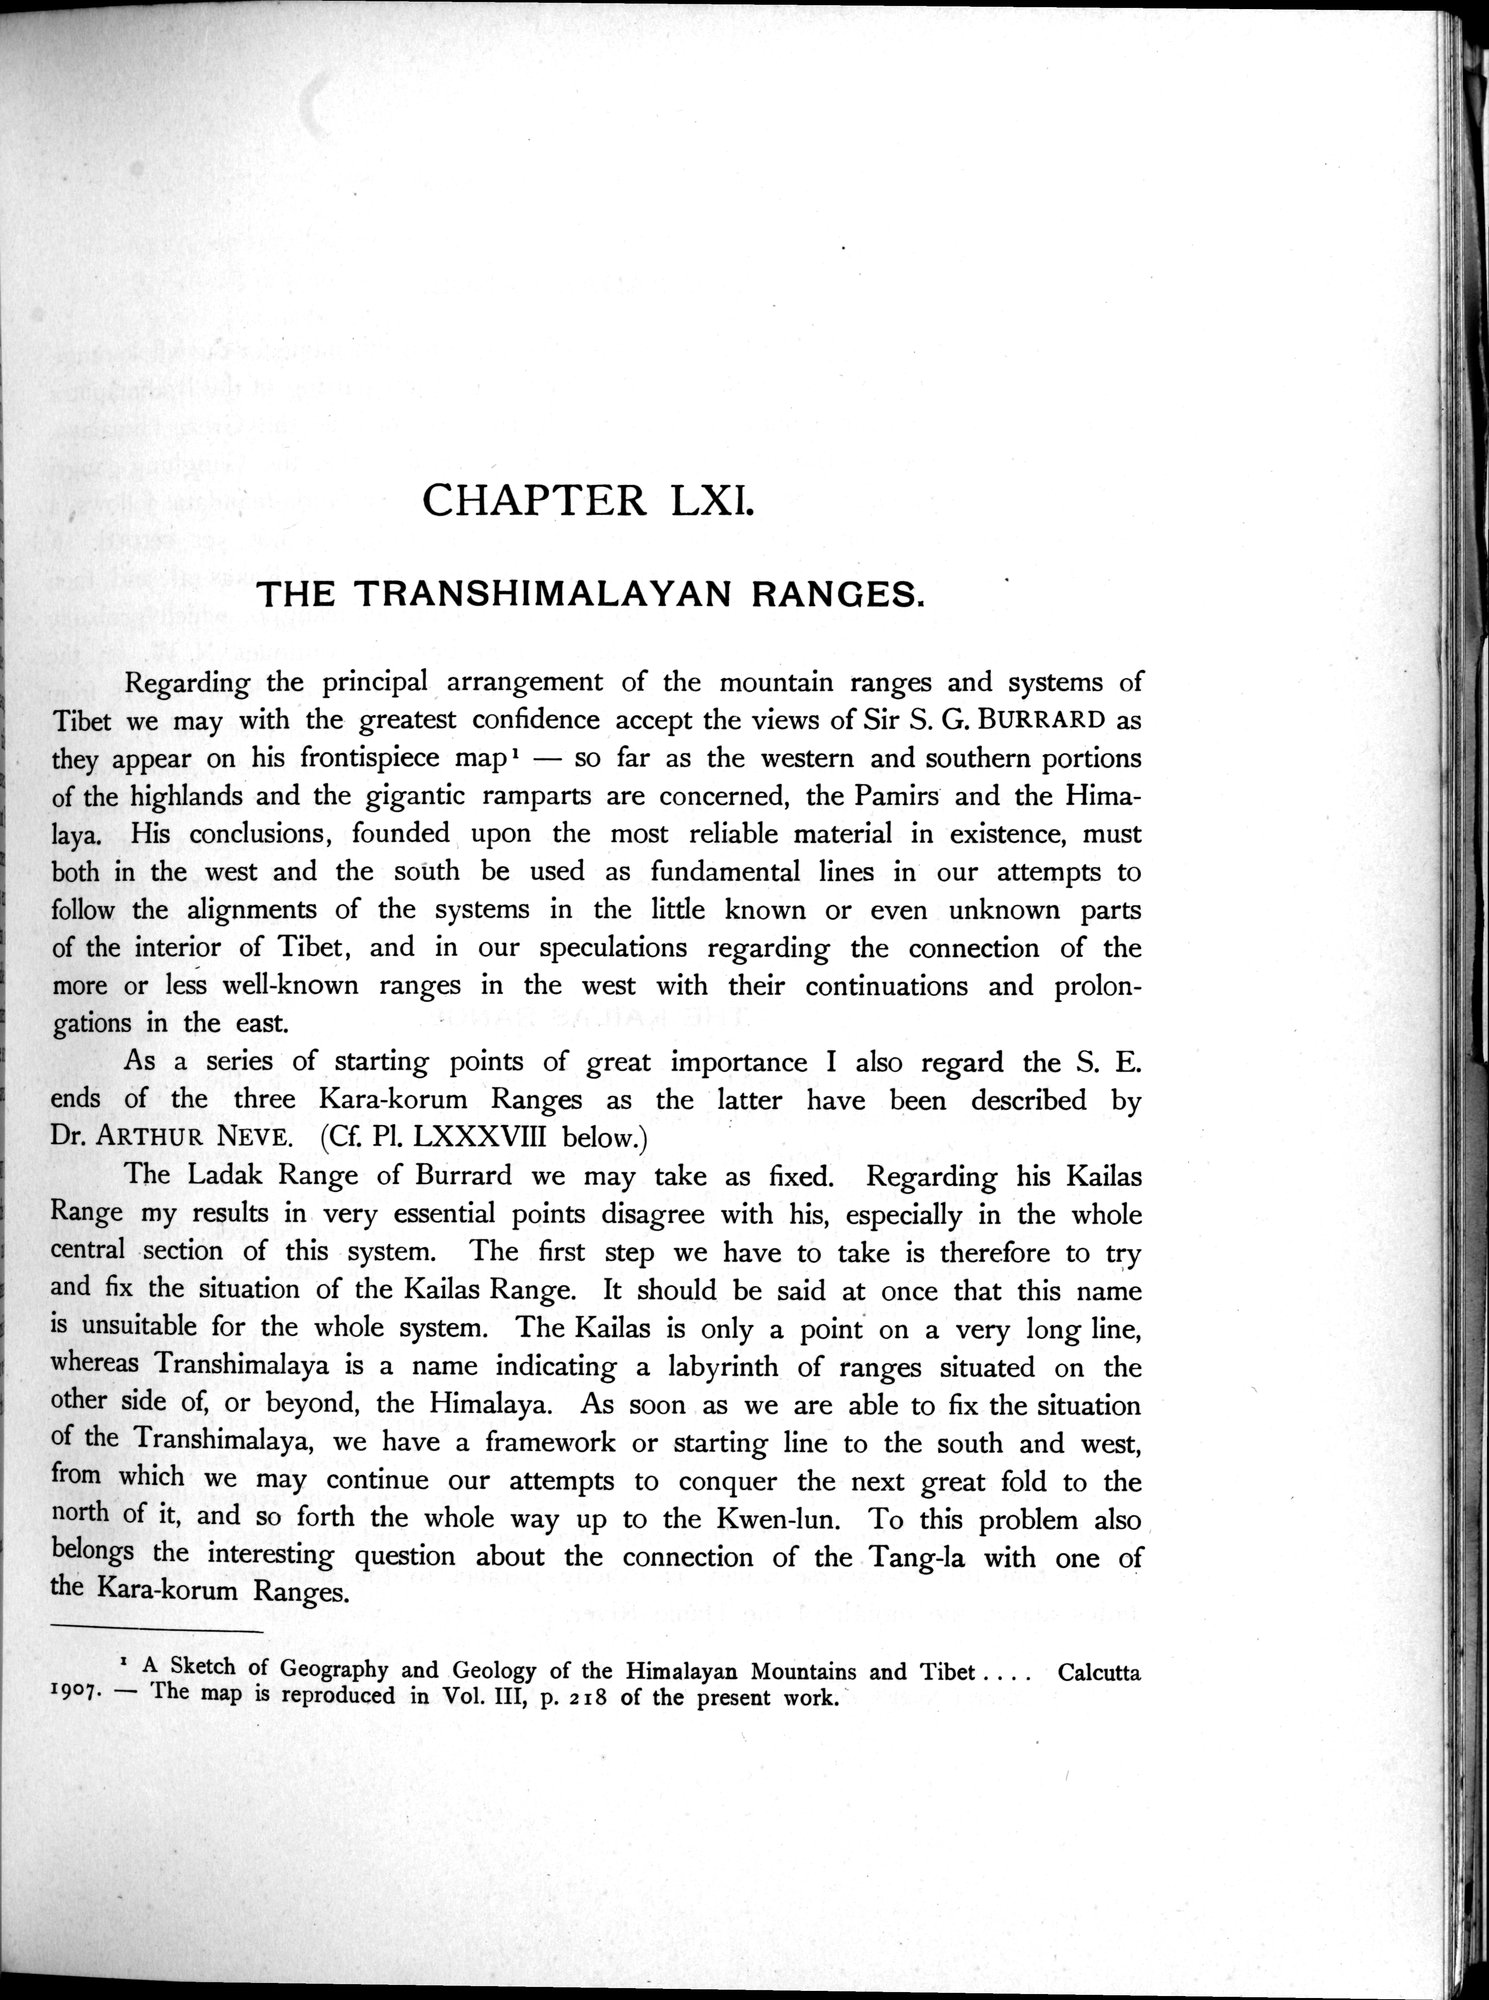 CHAPTER LXI.
THE TRANSHIMALAYAN RANGES.
Regarding the principal arrangement of the mountain ranges and systems of
Tibet we may with the greatest confidence accept the views of Sir S. G. BURRARD as
they appear on his frontispiece map¹ — so far as the western and southern portions
of the highlands and the gigantic ramparts are concerned, the Pamirs and the Hima-
laya. His conclusions, founded upon the most reliable material in existence, must
both in the west and the south be used as fundamental lines in our attempts to
follow the alignments of the systems in the little known or even unknown parts
of the interior of Tibet, and in our speculations regarding the connection of the
more or less well-known ranges in the west with their continuations and prolon-
gations in the east.
As a series of starting points of great importance I also regard the S. E.
ends of the three Kara-korum Ranges as the latter have been described by
Dr. ARTHUR NEVE. (Cf. Pl. LXXXVIII below.)
The Ladak Range of Burrard we may take as fixed. Regarding his Kailas
Range my results in very essential points disagree with his, especially in the whole
central section of this system. The first step we have to take is therefore to try
and fix the situation of the Kailas Range. It should be said at once that this name
is unsuitable for the whole system. The Kailas is only a point on a very long line,
whereas Transhimalaya is a name indicating a labyrinth of ranges situated on the
other side of, or beyond, the Himalaya. As soon as we are able to fix the situation
of the Transhimalaya, we have a framework or starting line to the south and west,
from which we may continue our attempts to conquer the next great fold to the
north of it, and so forth the whole way up to the Kwen-lun. To this problem also
belongs the interesting question about the connection of the Tang-la with one of
the Kara-korum Ranges.
¹ A Sketch of Geography and Geology of the Himalayan Mountains and Tibet .... Calcutta
1907. — The map is reproduced in Vol. III, p. 218 of the present work.